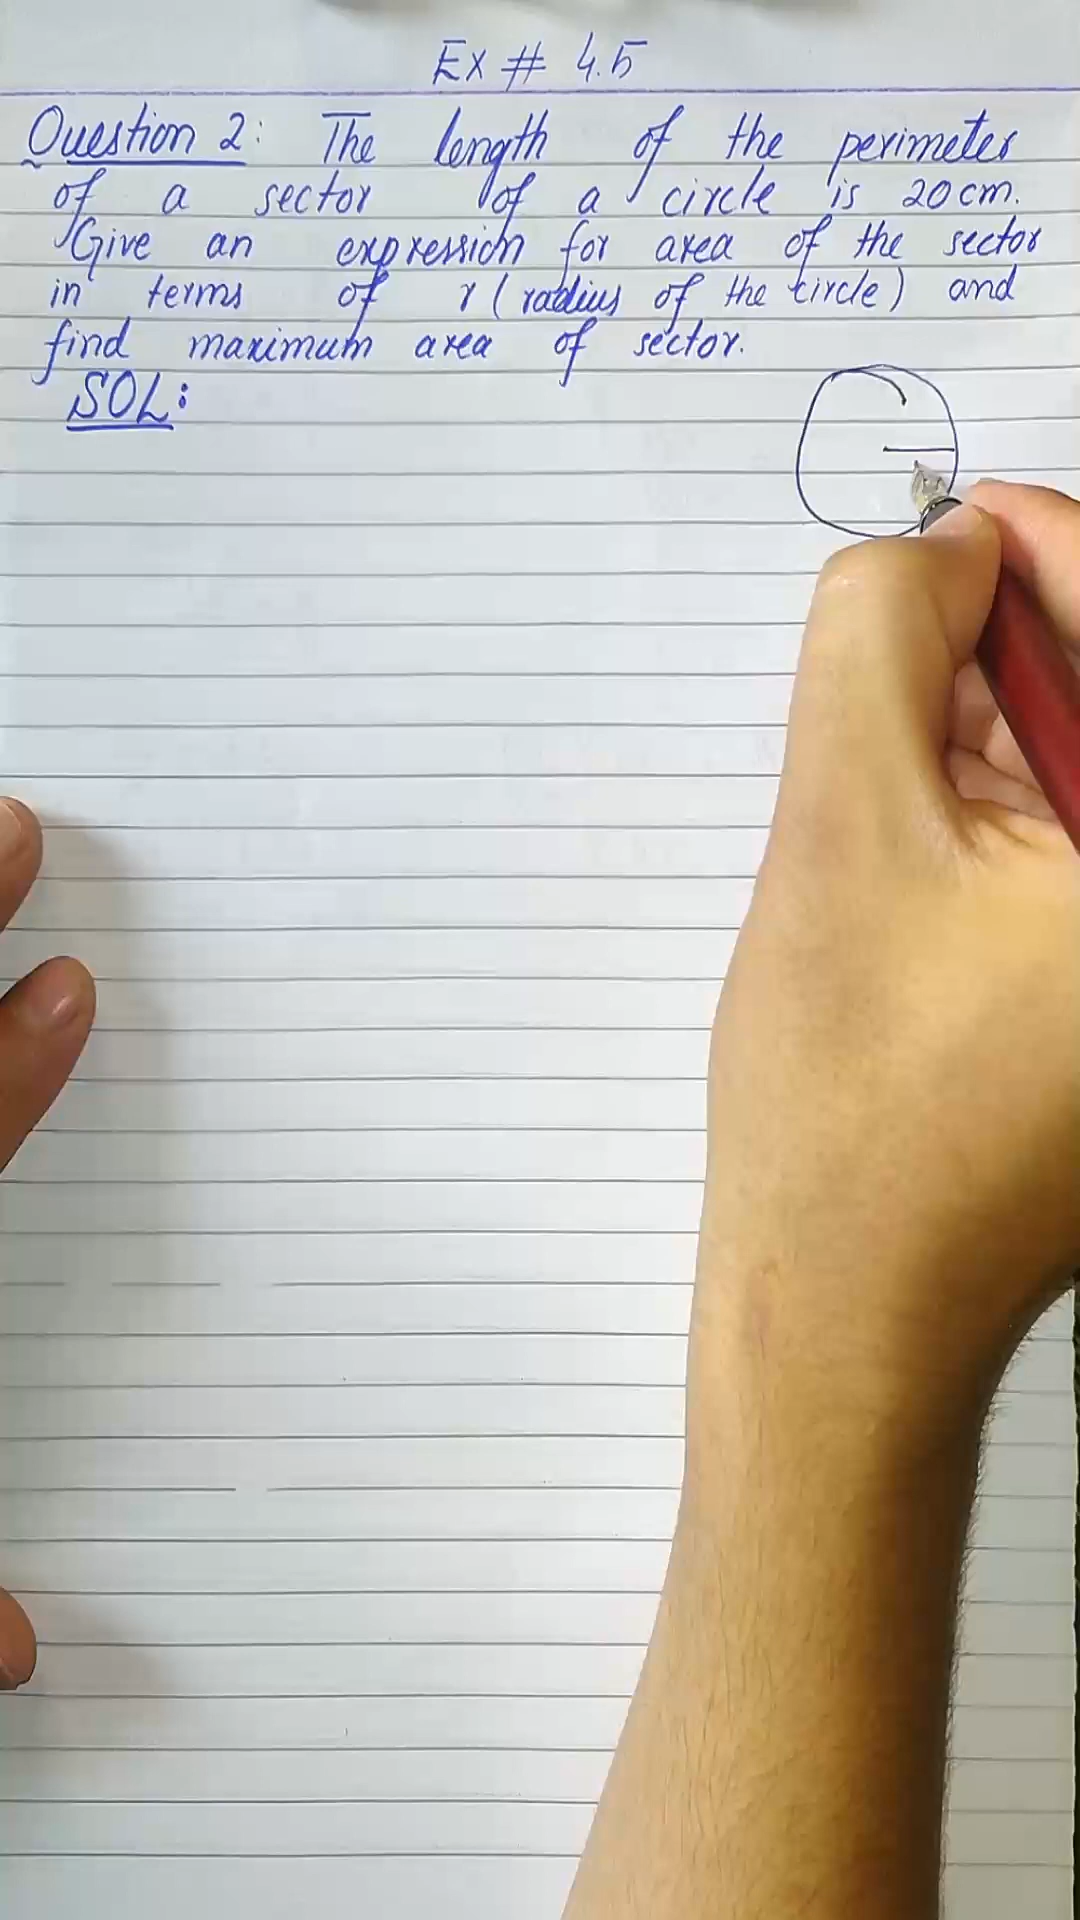 Ex # 4.5
Question 2: The length of the perimeter
of a sector of a circle is 20cm.
Give an expression for area of the sector
in terms of r (radius of the circle) and
find maximum area of sector.
SOL: